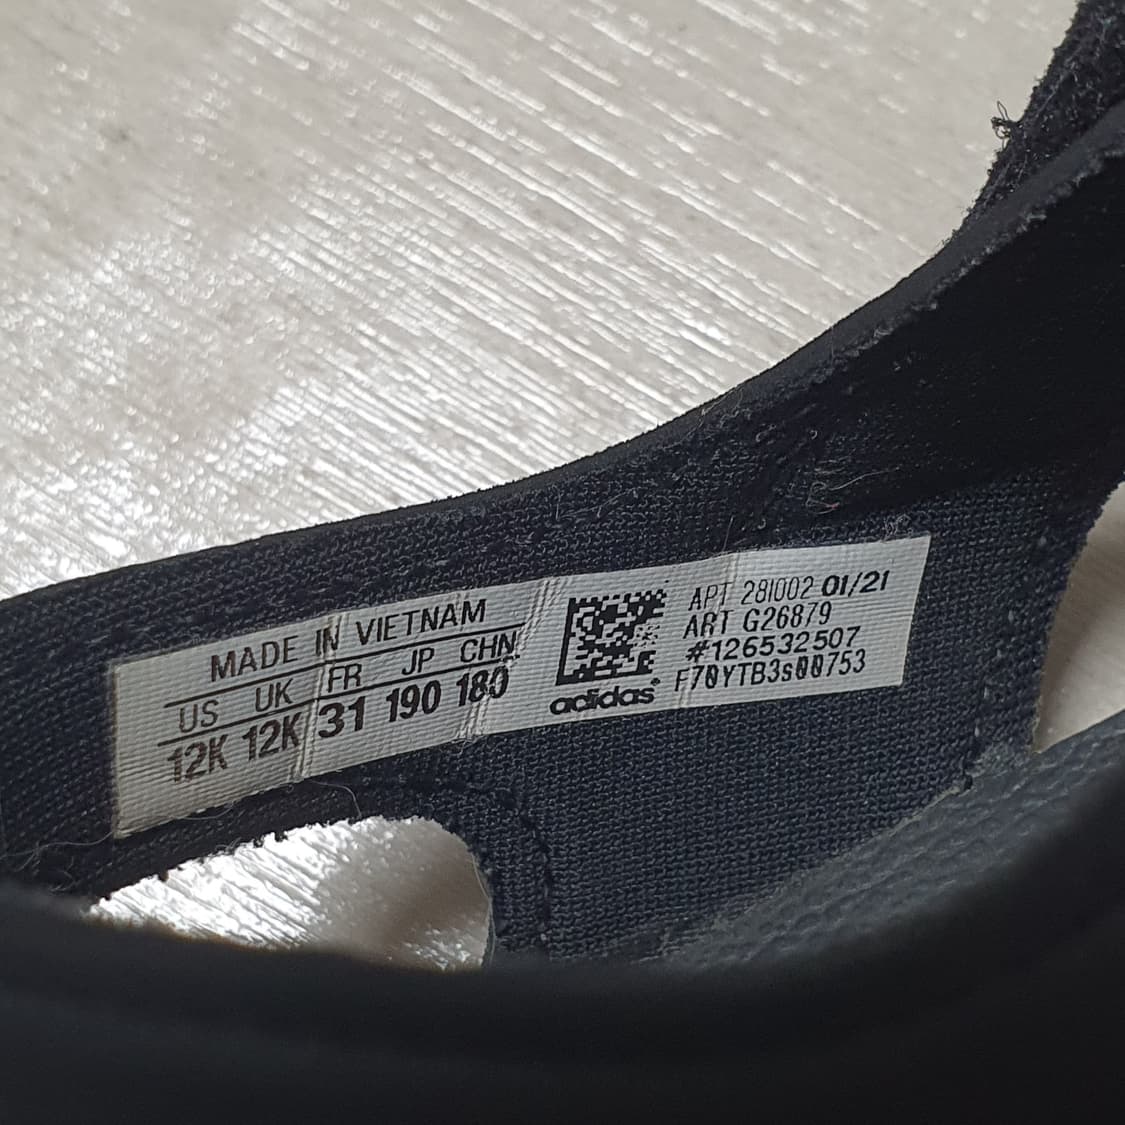 MADE IN VIETNAM
US UK FR JP CHN
12K 12K 31 190 180
adidas
APT 281002 01/21
ART G26879
#126532507
F70YTB3s00753